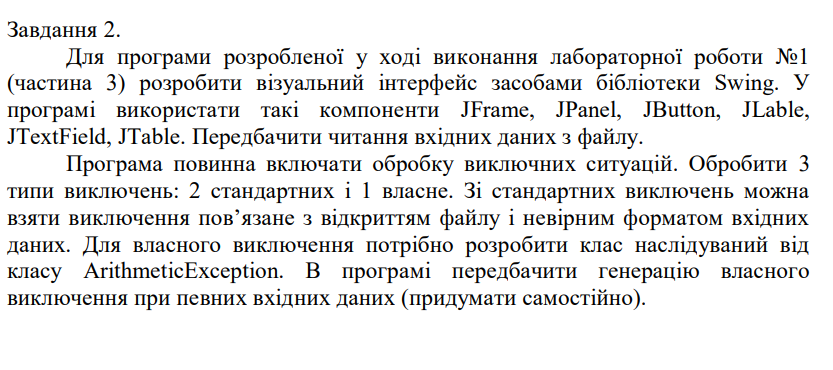 Завдання 2.
Для програми розробленої у ході виконання лабораторної роботи №1
(частина 3) розробити візуальний інтерфейс засобами бібліотеки Swing. У
програмі використати такі компоненти JFrame, JPanel, JButton, JLable,
JTextField, JTable. Передбачити читання вхідних даних з файлу.
Програма повинна включати обробку виключних ситуацій. Обробити 3
типи виключень: 2 стандартних і 1 власне. Зі стандартних виключень можна
взяти виключення пов’язане з відкриттям файлу і невірним форматом вхідних
даних. Для власного виключення потрібно розробити клас наслідуваний від
класу ArithmeticException. В програмі передбачити генерацію власного
виключення при певних вхідних даних (придумати самостійно).